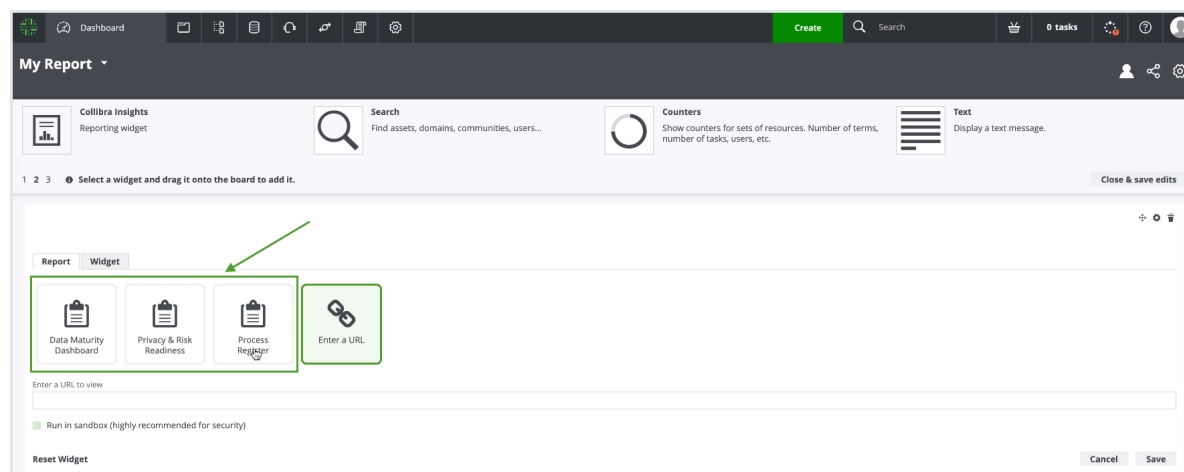 Dashboard
Create
Search
0 tasks
My Report
Collibra Insights
Reporting widget
Search
Find assets, domains, communities, users...
Counters
Show counters for sets of resources. Number of terms,
number of tasks, users, etc.
Text
Display a text message.
1 2 3 Select a widget and drag it onto the board to add it.
Close & save edits
Report Widget
Data Maturity
Dashboard
Privacy & Risk
Readiness
Process
Register
Enter a URL
Enter a URL to view
Run in sandbox (highly recommended for security)
Reset Widget
Cancel Save